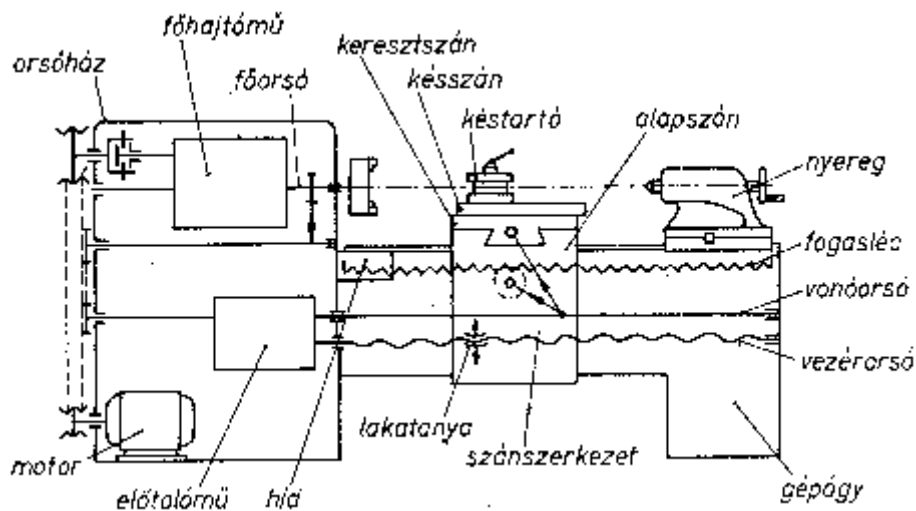 főhajtómű
keresztszán
orsóház
késszán
főorsó
késtartó
alapszán
nyereg
fogasléc
vonóorsó
vezérorsó
lakatanya
szánszerkezet
motor
előtolómű
híd
gépágy